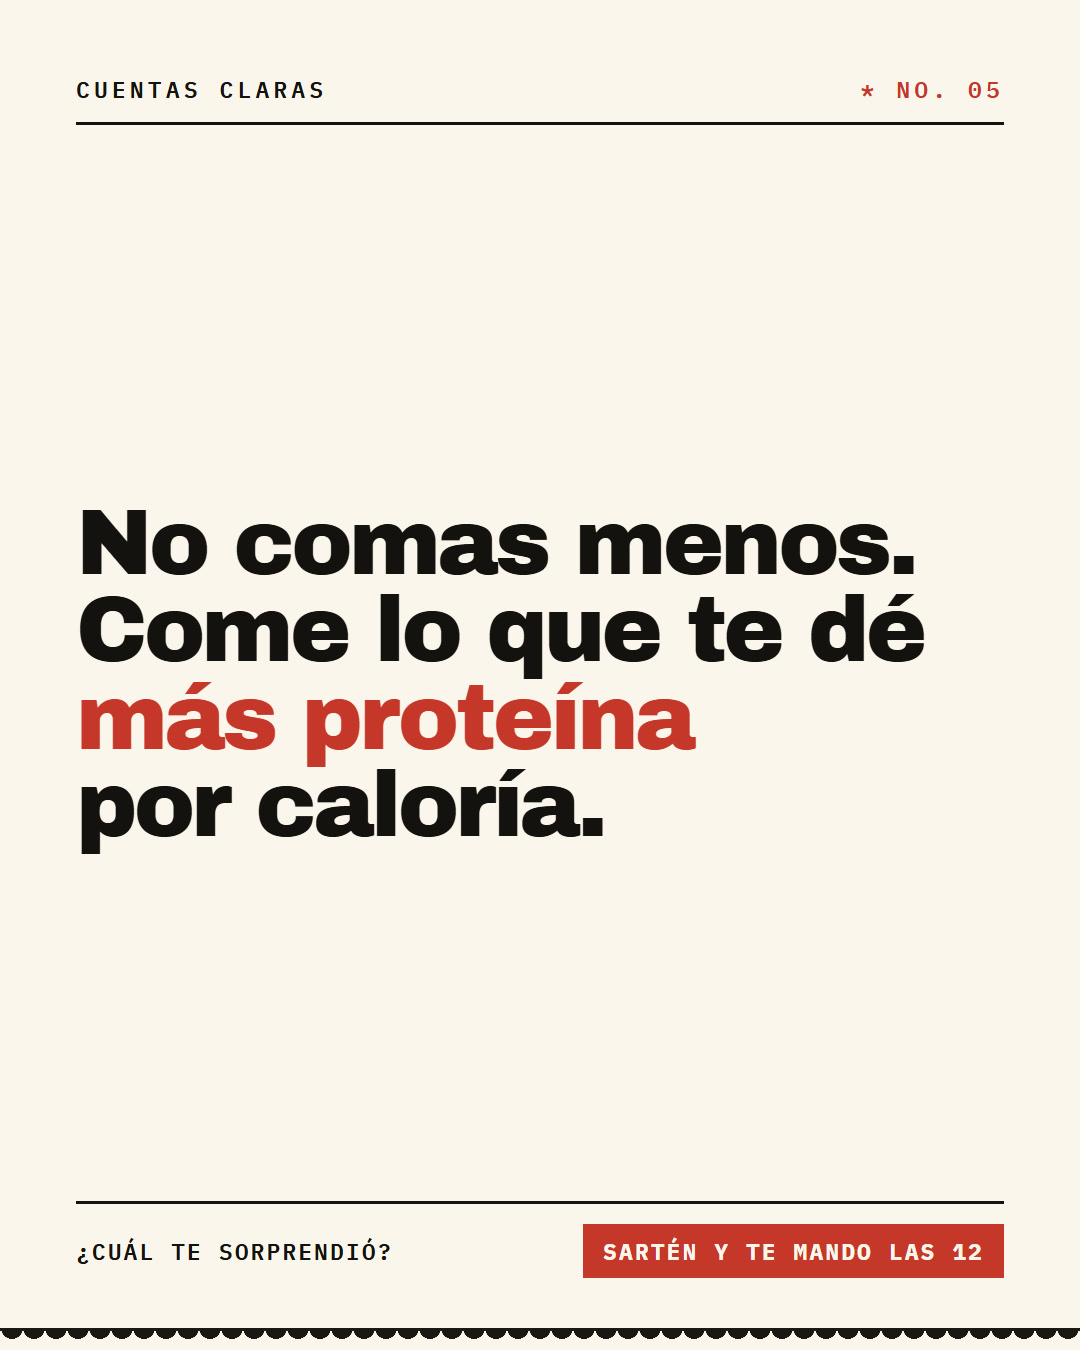 CUENTAS CLARAS
* NO. 05
No comas menos.
Come lo que te dé
más proteína
por caloría.
¿CUÁL TE SORPRENDIÓ?
SARTÉN Y TE MANDO LAS 12